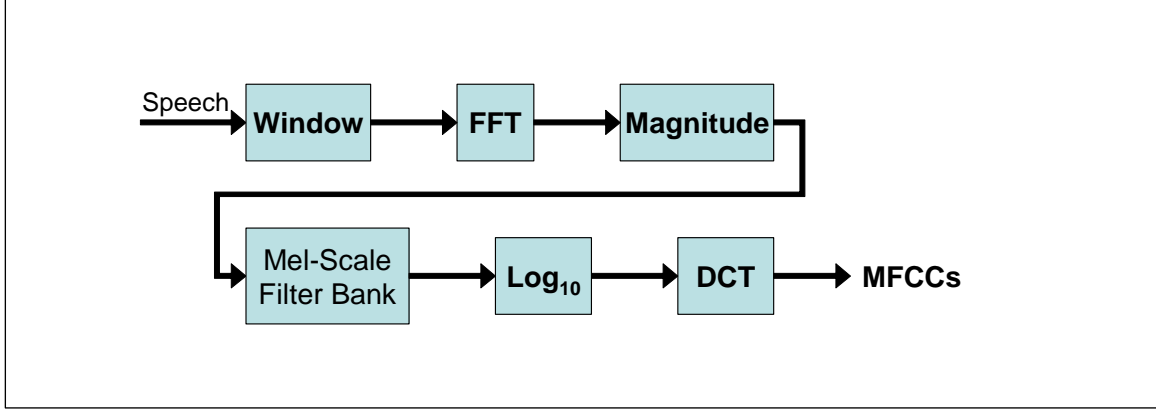 Speech
Window
FFT
Magnitude
Mel-Scale
Filter Bank
Log₁₀
DCT
MFCCs